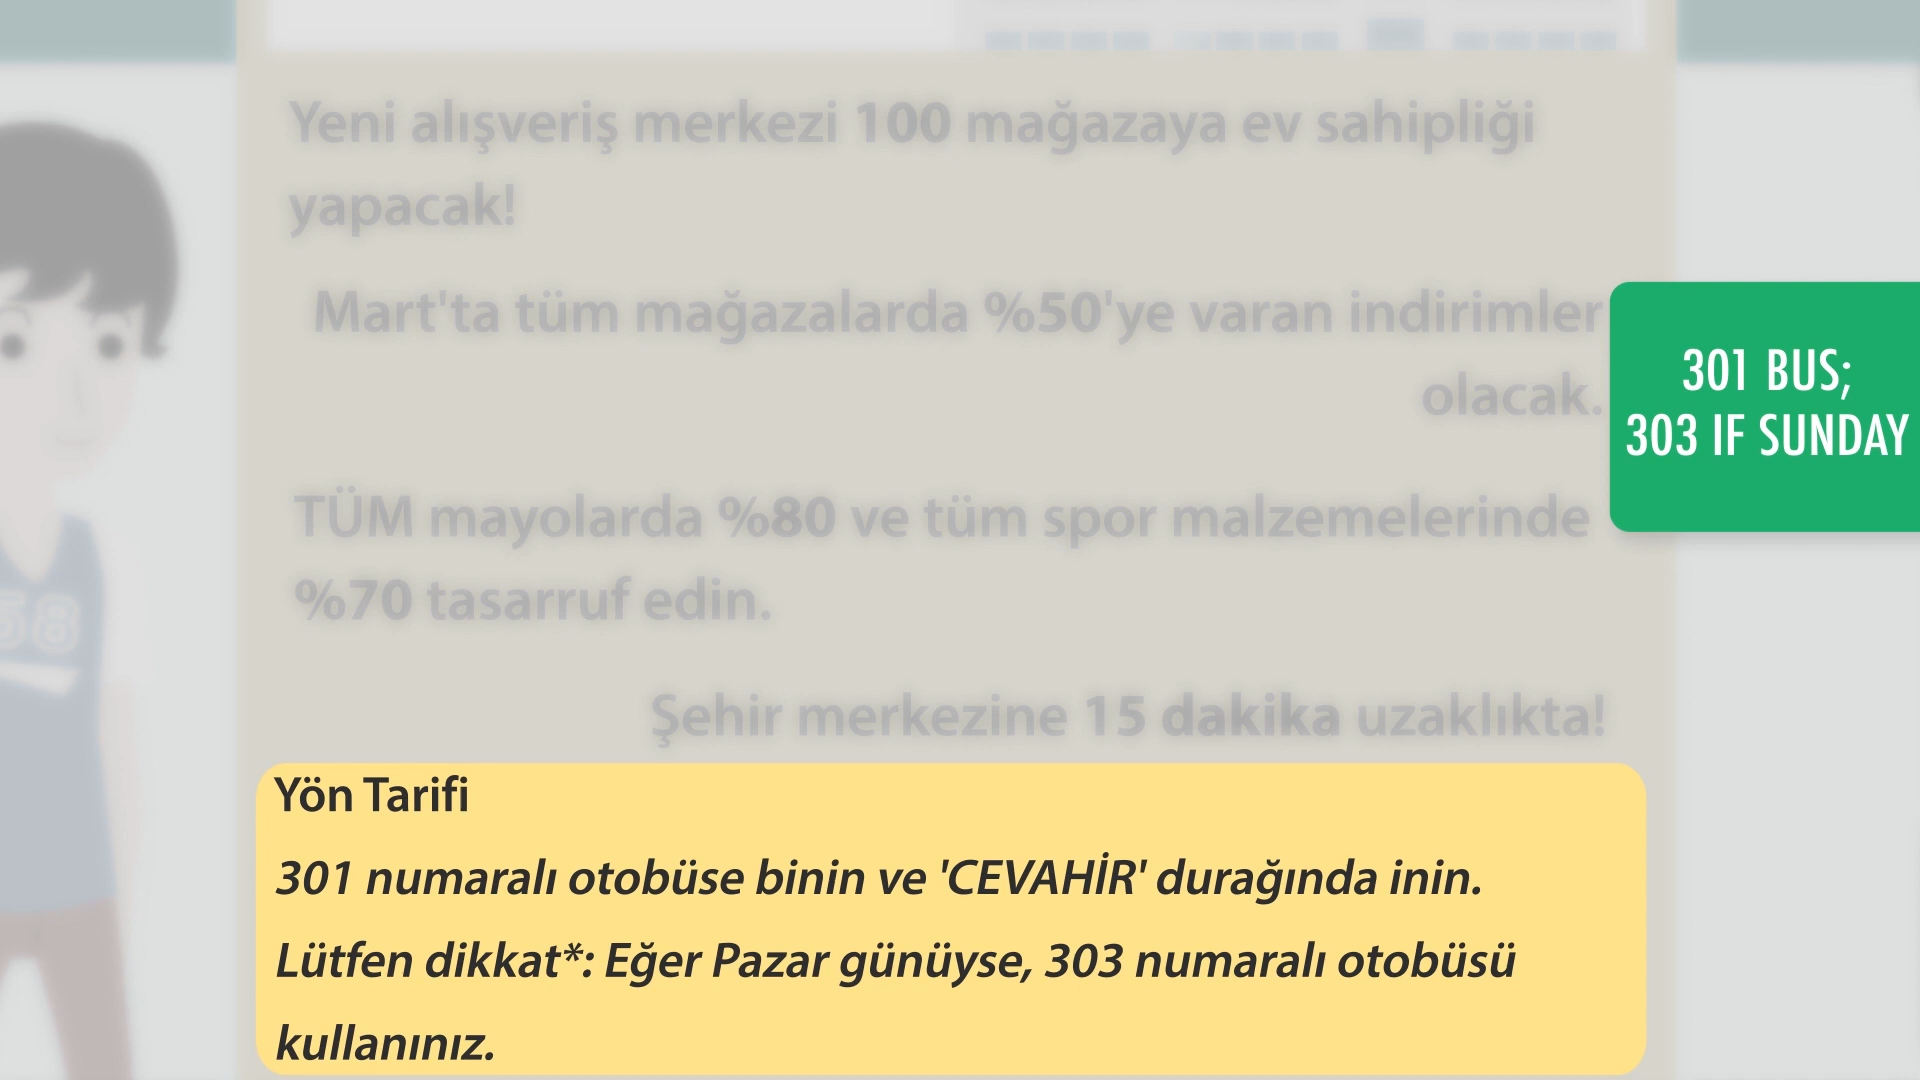 Yeni alışveriş merkezi 100 mağazaya ev sahipliği
yapacak!
Mart'ta tüm mağazalarda %50'ye varan indirimler
olacak.
301 BUS;
303 IF SUNDAY
TÜM mayolarda %80 ve tüm spor malzemelerinde
%70 tasarruf edin.
58
Şehir merkezine 15 dakika uzaklıkta!
Yön Tarifi
301 numaralı otobüse binin ve 'CEVAHİR' durağında inin.
Lütfen dikkat*: Eğer Pazar günüyse, 303 numaralı otobüsü
kullanınız.